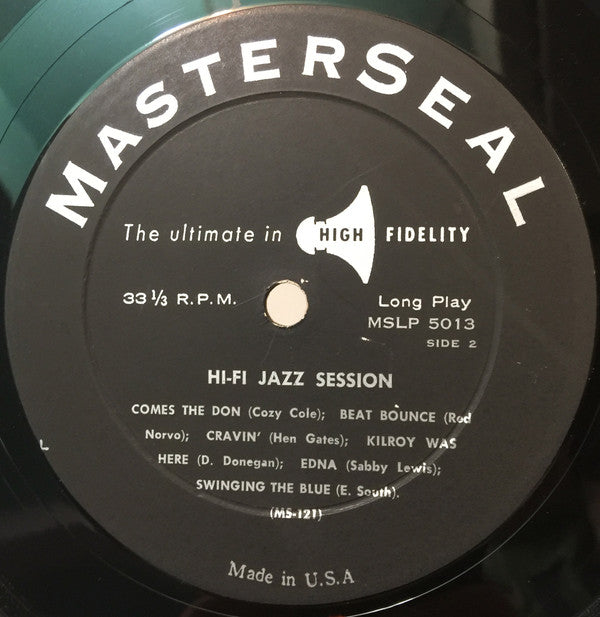 MASTERSEAL
The ultimate in HIGH FIDELITY
33 1/3 R.P.M.
Long Play
MSLP 5013
SIDE 2
HI-FI JAZZ SESSION
COMES THE DON (Cozy Cole); BEAT BOUNCE (Rod
Norvo); CRAVIN' (Hen Gates); KILROY WAS
HERE (D. Donegan); EDNA (Sabby Lewis);
SWINGING THE BLUE (E. South).
(MS-121)
L
Made in U.S.A